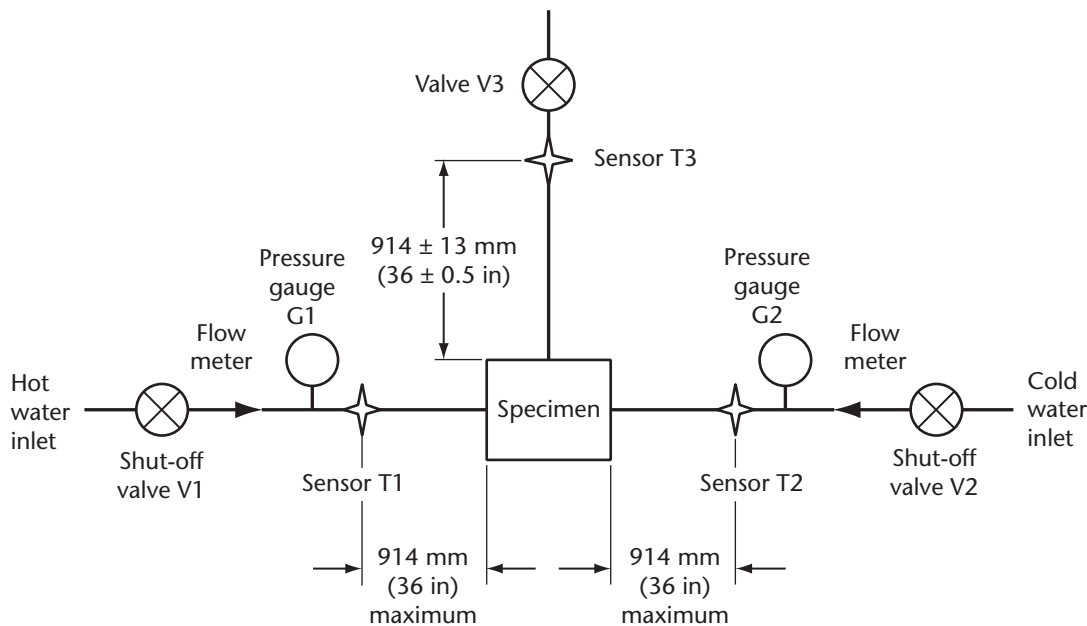 Valve V3
Sensor T3
914 ± 13 mm
(36 ± 0.5 in)
Pressure
gauge
G1
Flow
meter
Hot
water
inlet
Shut-off
valve V1
Sensor T1
Specimen
Pressure
gauge
G2
Flow
meter
Cold
water
inlet
Sensor T2
Shut-off
valve V2
914 mm
(36 in)
maximum
914 mm
(36 in)
maximum